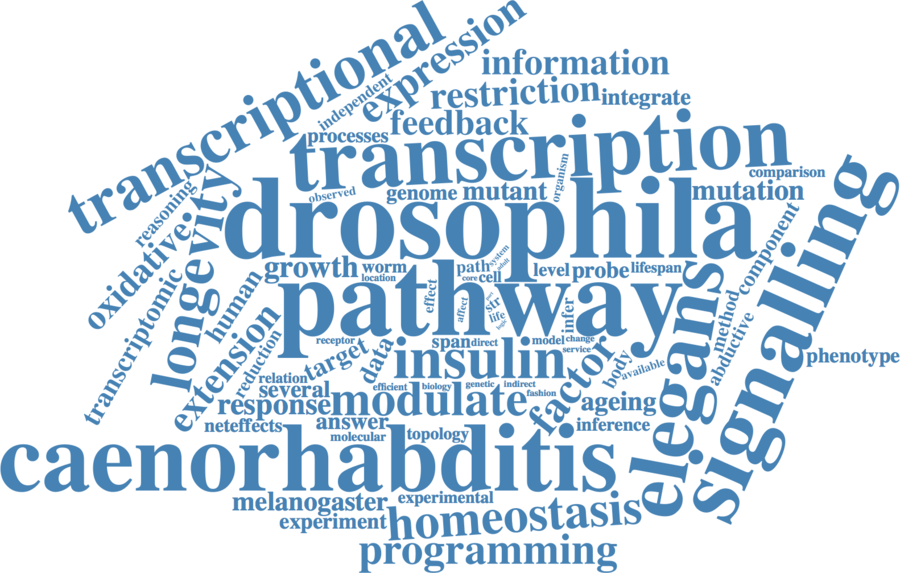 transcriptional
expression
independent
information
restriction
integrate
feedback
processes
transcription
comparison
reasoning
observed
genome
mutant
organism
mutation
drosophila
oxidative
longevity
transcriptomic
human
growth
worm
location
path
system
adult
core
cell
level
probe
lifespan
component
signalling
pathway
effect
affect
str
life
logic
infer
elegans
method
abductive
phenotype
extension
reduction
receptor
target
data
span
direct
model
change
service
insulin
factor
body
available
relation
several
efficient
biology
genetic
indirect
fashion
response
modulate
ageing
neteffects
answer
inference
molecular
topology
caenorhabditis
melanogaster
experimental
experiment
homeostasis
programming